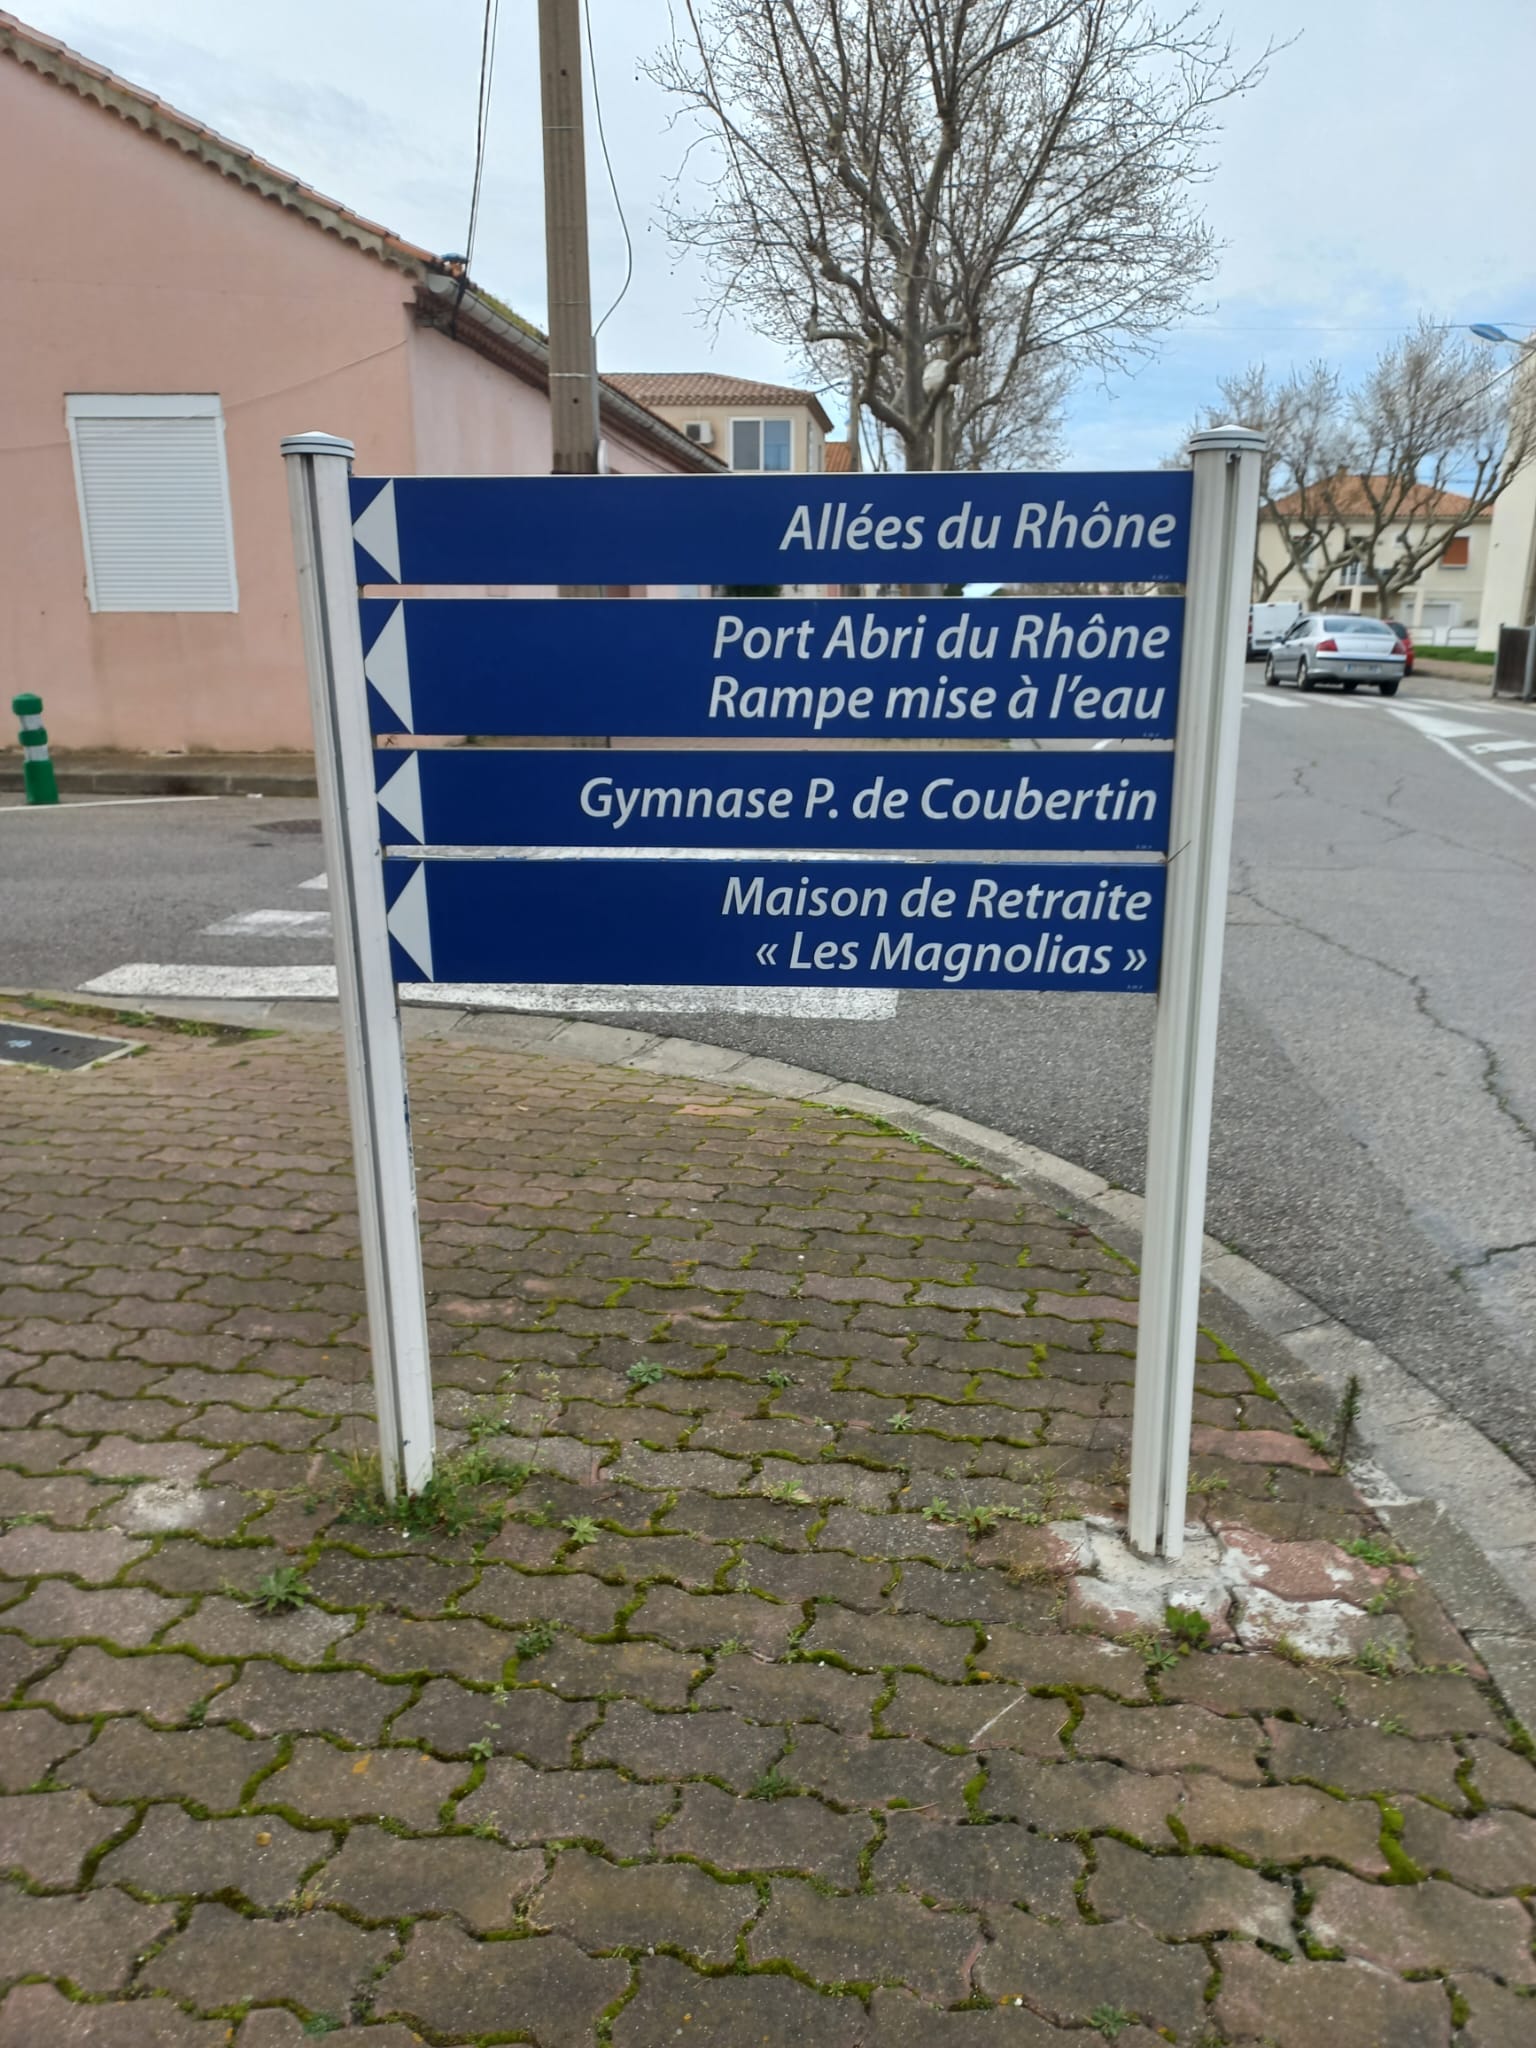 Allées du Rhône
Port Abri du Rhône
Rampe mise à l'eau
Gymnase P. de Coubertin
Maison de Retraite
« Les Magnolias »